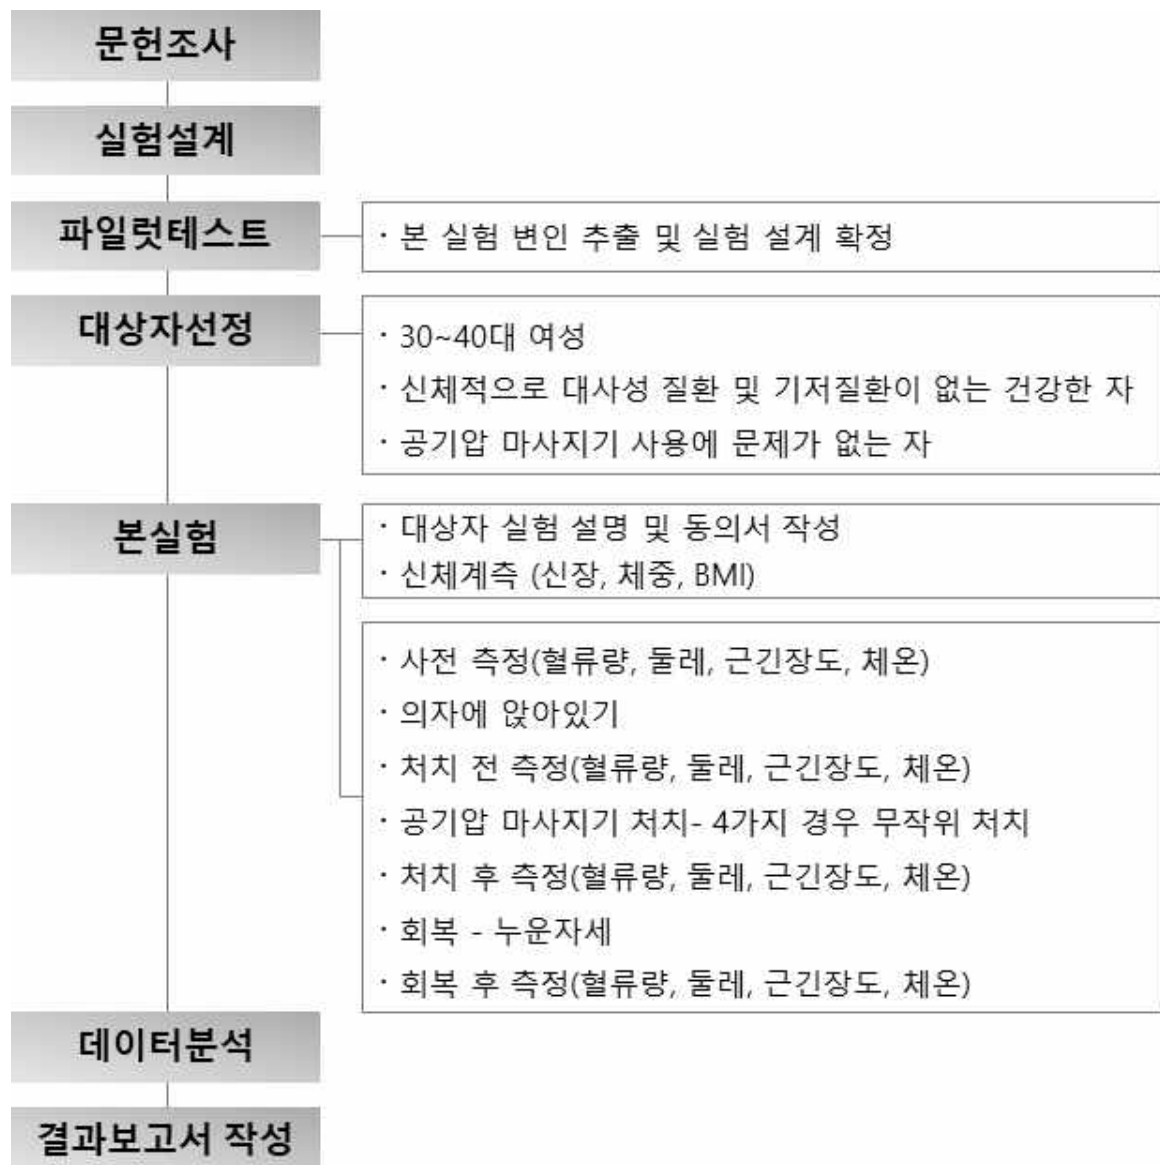 문헌조사
실험설계
파일럿테스트
· 본 실험 변인 추출 및 실험 설계 확정
대상자선정
· 30~40대 여성
· 신체적으로 대사성 질환 및 기저질환이 없는 건강한 자
· 공기압 마사지기 사용에 문제가 없는 자
본실험
· 대상자 실험 설명 및 동의서 작성
· 신체계측 (신장, 체중, BMI)
· 사전 측정(혈류량, 둘레, 근긴장도, 체온)
· 의자에 앉아있기
· 처치 전 측정(혈류량, 둘레, 근긴장도, 체온)
· 공기압 마사지기 처치- 4가지 경우 무작위 처치
· 처치 후 측정(혈류량, 둘레, 근긴장도, 체온)
· 회복 - 누운자세
· 회복 후 측정(혈류량, 둘레, 근긴장도, 체온)
데이터분석
결과보고서 작성